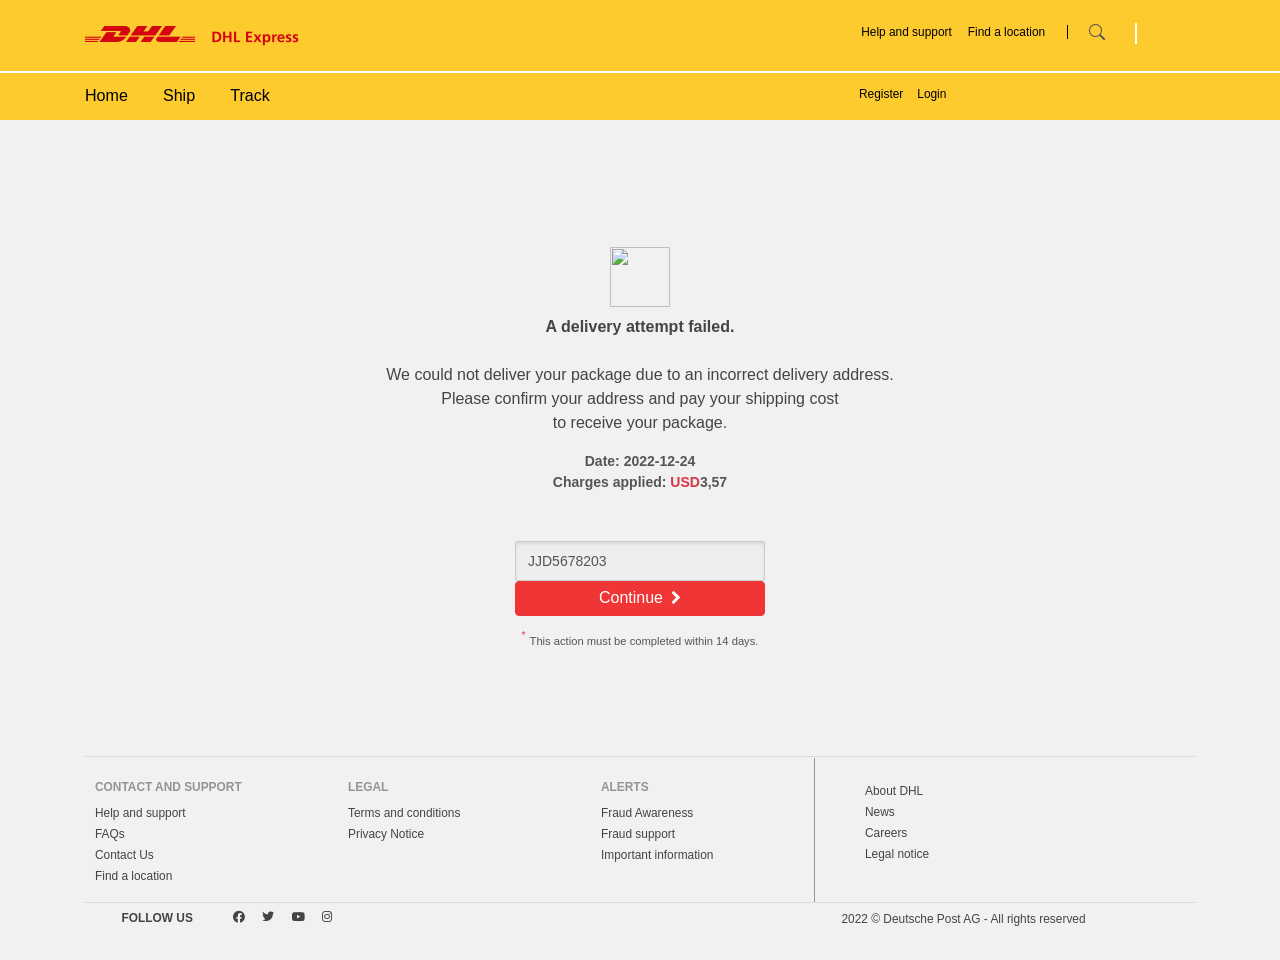 DHL DHL Express
Help and support Find a location
Home Ship Track
Register Login
A delivery attempt failed.
We could not deliver your package due to an incorrect delivery address.
Please confirm your address and pay your shipping cost
to receive your package.
Date: 2022-12-24
Charges applied: USD3,57
JJD5678203
Continue
* This action must be completed within 14 days.
CONTACT AND SUPPORT
Help and support
FAQs
Contact Us
Find a location
LEGAL
Terms and conditions
Privacy Notice
ALERTS
Fraud Awareness
Fraud support
Important information
About DHL
News
Careers
Legal notice
FOLLOW US
2022 © Deutsche Post AG - All rights reserved